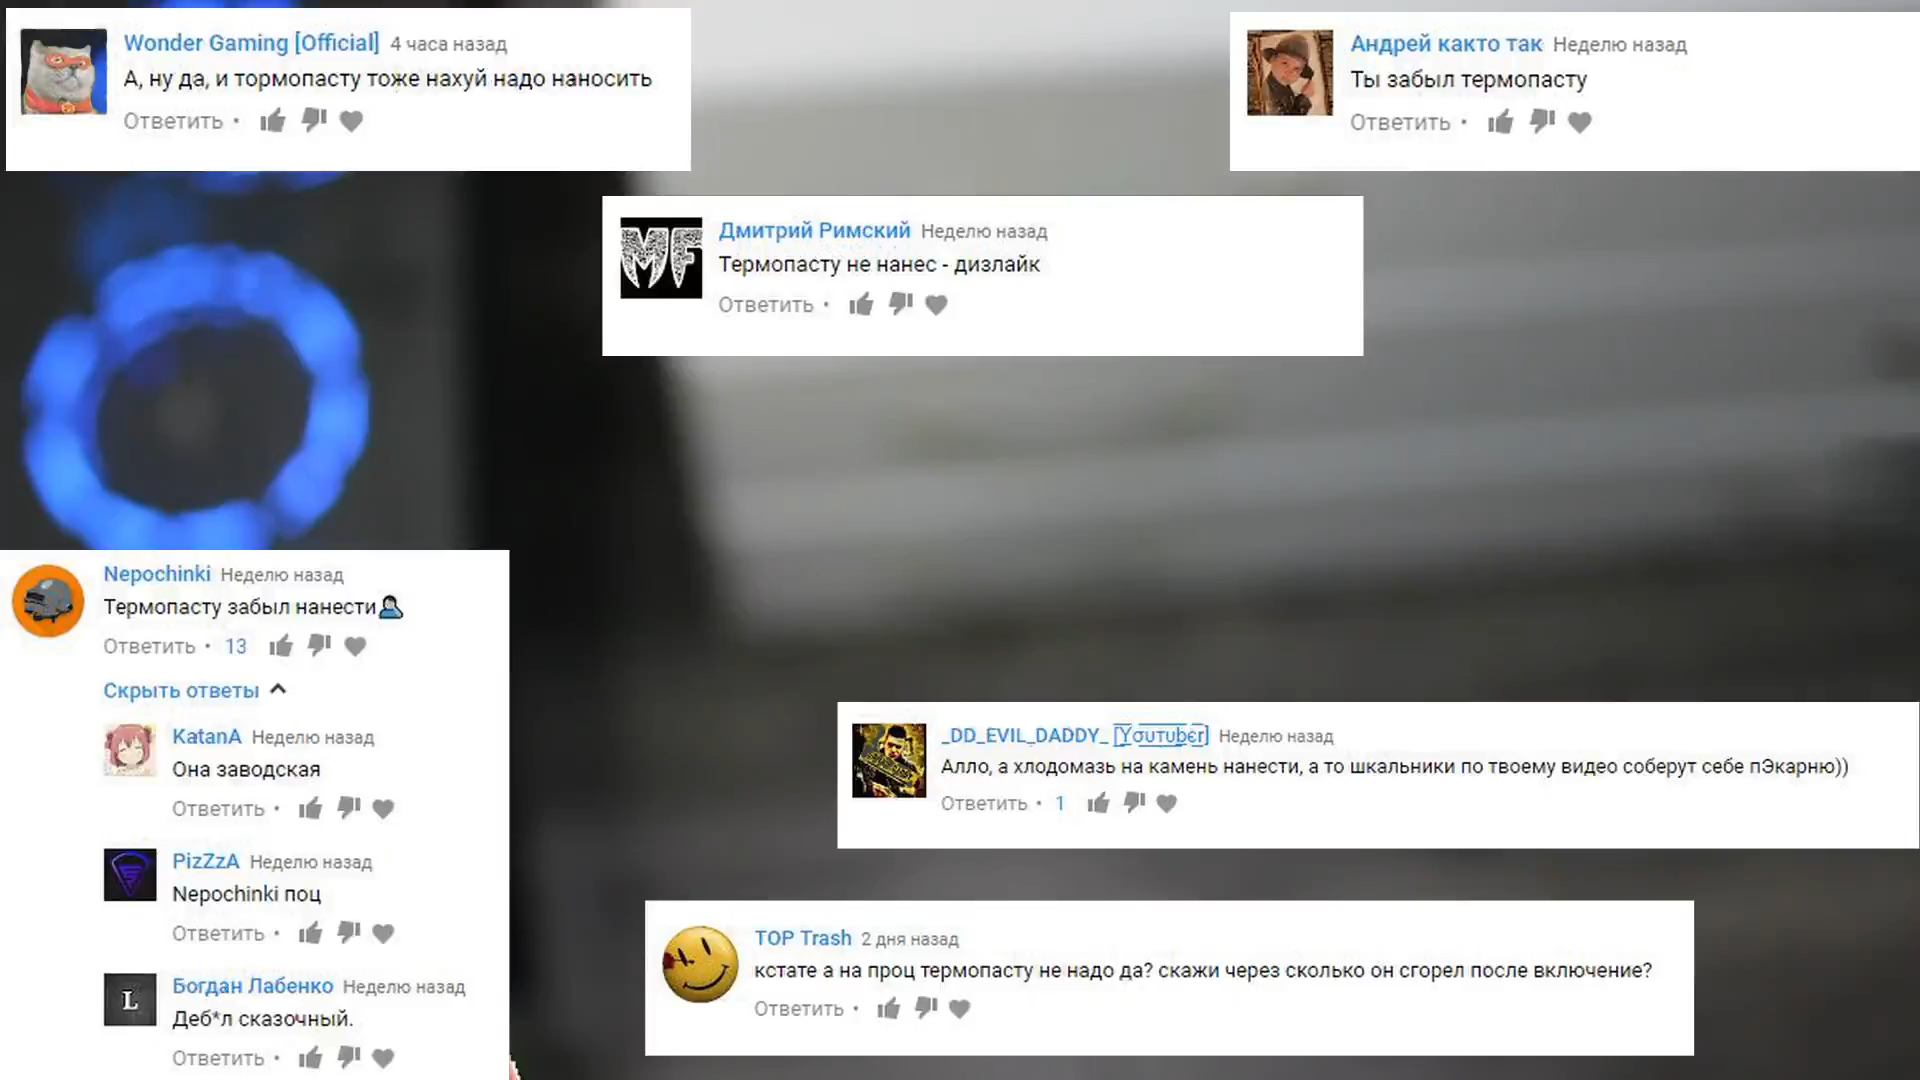 Wonder Gaming [Official] 4 часа назад
А, ну да, и тормопасту тоже нахуй надо наносить
Ответить •
Андрей както так Неделю назад
Ты забыл термопасту
Ответить •
MF
Дмитрий Римский Неделю назад
Термопасту не нанес - дизлайк
Ответить •
Nepochinki Неделю назад
Термопасту забыл нанести
Ответить • 13
Скрыть ответы
KatanA Неделю назад
Она заводская
Ответить •
PizZzA Неделю назад
Nepochinki поц
Ответить •
L
Богдан Лабенко Неделю назад
Деб*л сказочный.
Ответить •
_DD_EVIL_DADDY_ [Youtuber] Неделю назад
Алло, а хлодомазь на камень нанести, а то шкальники по твоему видео соберут себе пЭкарню))
Ответить • 1
TOP Trash 2 дня назад
кстате а на проц термопасту не надо да? скажи через сколько он сгорел после включение?
Ответить •